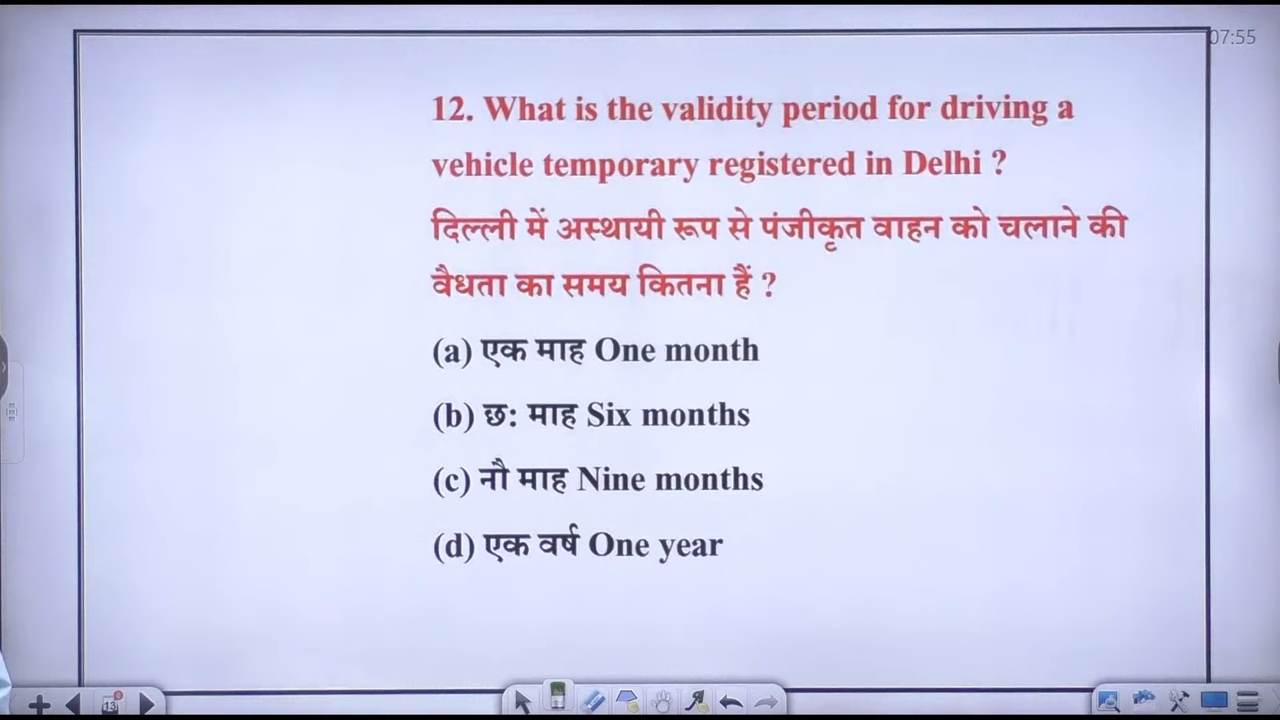 07:55
12. What is the validity period for driving a
vehicle temporary registered in Delhi ?
दिल्ली में अस्थायी रूप से पंजीकृत वाहन को चलाने की
वैधता का समय कितना हैं ?
(a) एक माह One month
(b) छ: माह Six months
(c) नौ माह Nine months
(d) एक वर्ष One year
13